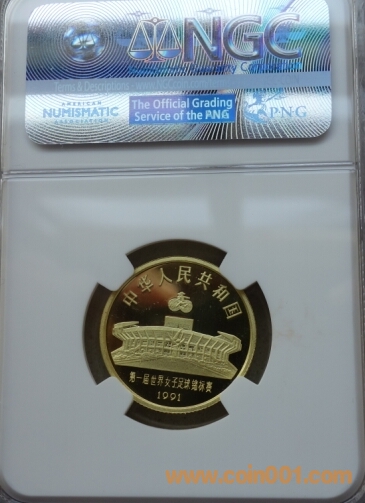 NGC
AMERICAN
NUMISMATIC
ASSOCIATION
The Official Grading
Service of the PNG
PNG
中华人民共和国
第一届世界女子足球锦标赛
1991
www.coin001.com